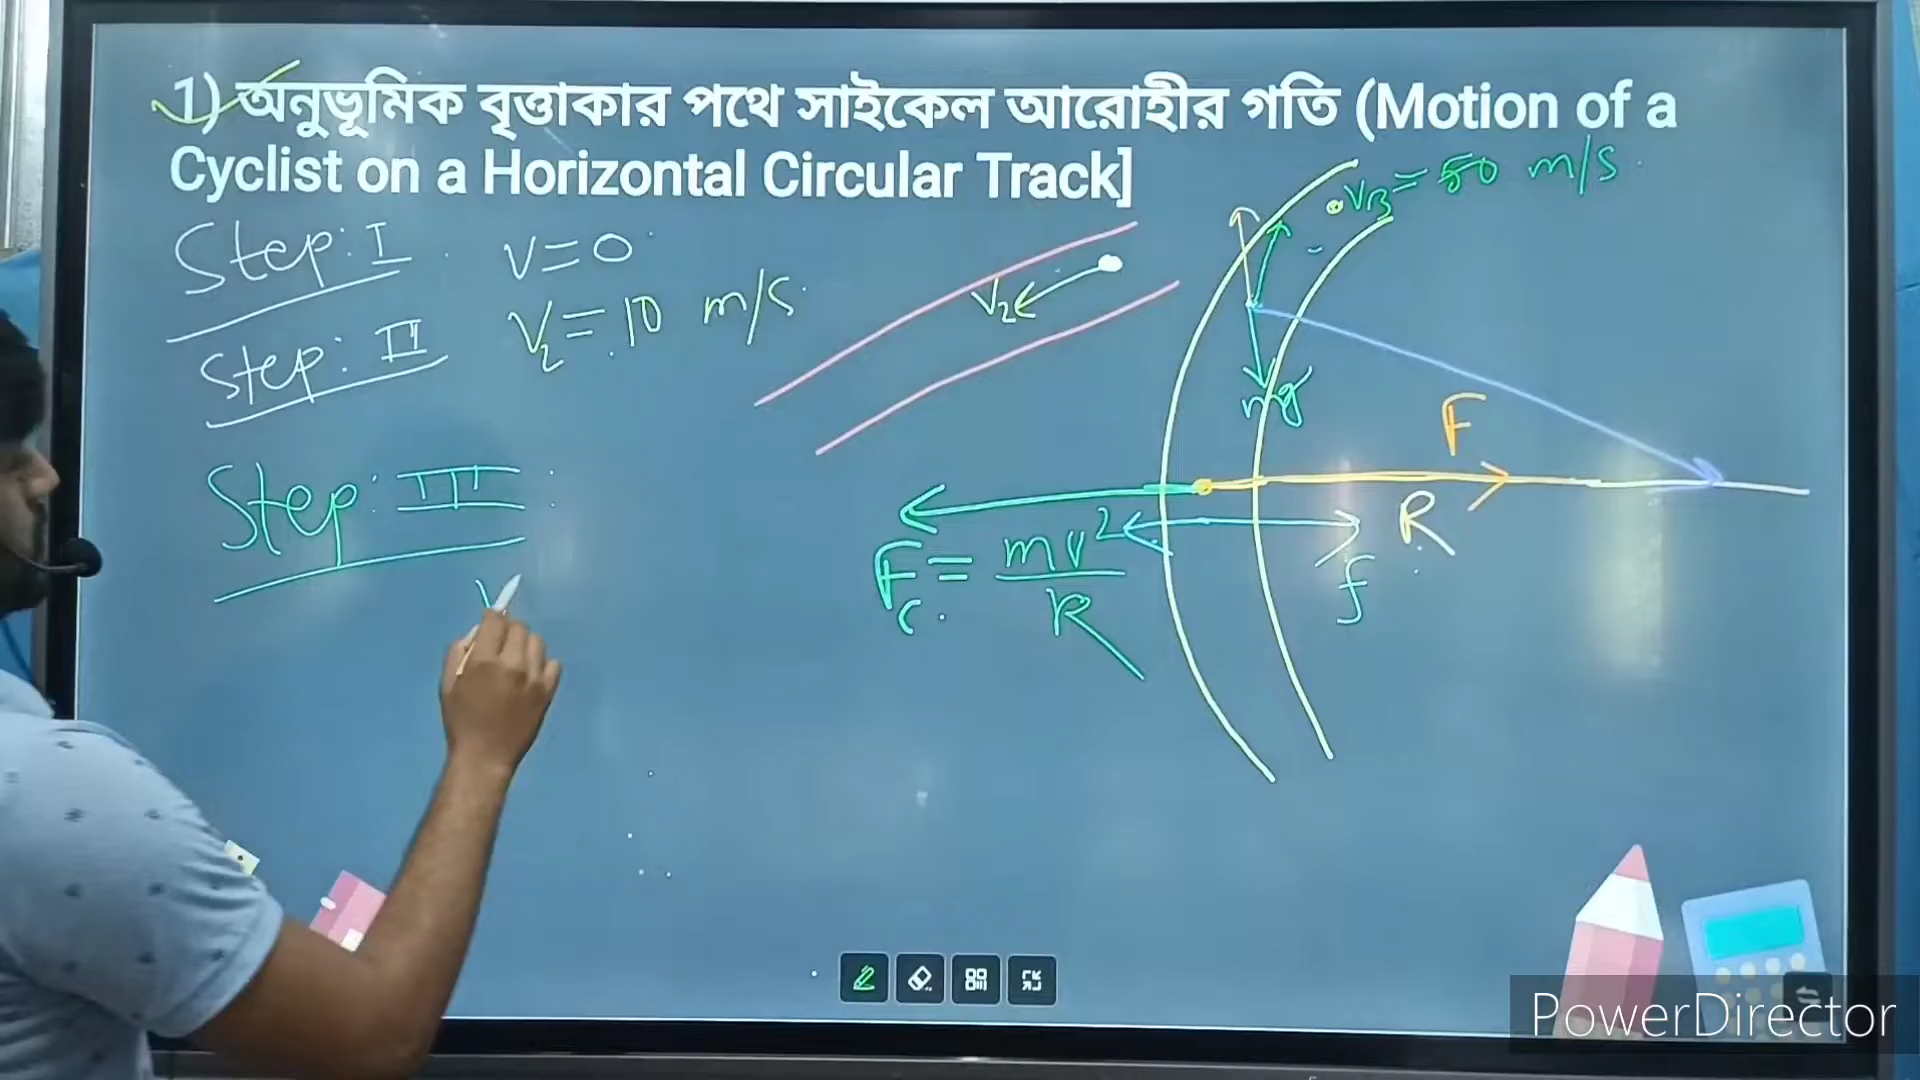 1) অনুভূমিক বৃত্তাকার পথে সাইকেল আরোহীর গতি (Motion of a
Cyclist on a Horizontal Circular Track]
Step: I v=0
Step: II V₂=10 m/s
Step: III
V
V₂
V₃=50 m/s
mg
F
R
f
F_c = mv²/R
PowerDirector